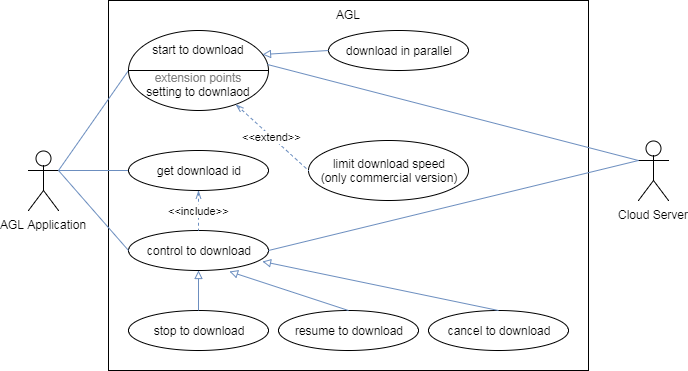 AGL
start to download
download in parallel
extension points
setting to downlaod
<<extend>>
limit download speed
(only commercial version)
get download id
<<include>>
AGL Application
Cloud Server
control to download
stop to download
resume to download
cancel to download